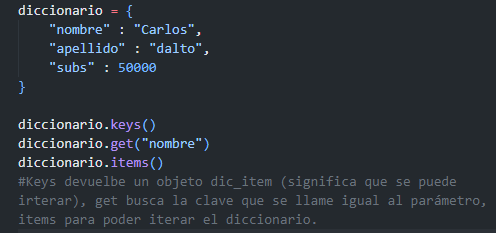 diccionario = {
    "nombre" : "Carlos",
    "apellido" : "dalto",
    "subs" : 50000
}
diccionario.keys()
diccionario.get("nombre")
diccionario.items()
#Keys devuelbe un objeto dic_item (significa que se puede
irterar), get busca la clave que se llame igual al parámetro,
items para poder iterar el diccionario.